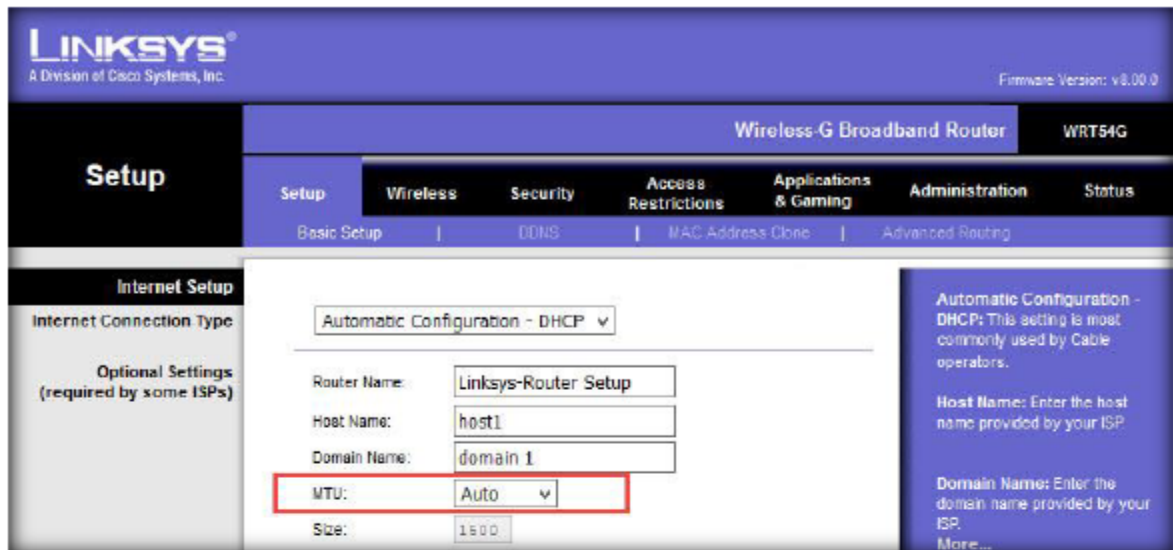 LINKSYS®
A Division of Cisco Systems, Inc.
Firmware Version: v8.00.0
Wireless-G Broadband Router
WRT54G
Setup
Setup
Wireless
Security
Access Restrictions
Applications & Gaming
Administration
Status
Basic Setup | DDNS | MAC Address Clone | Advanced Routing
Internet Setup
Internet Connection Type
Automatic Configuration - DHCP
Optional Settings
(required by some ISPs)
Router Name: Linksys-Router Setup
Host Name: host1
Domain Name: domain 1
MTU: Auto
Size: 1500
Automatic Configuration -
DHCP: This setting is most
commonly used by Cable
operators.
Host Name: Enter the host
name provided by your ISP.
Domain Name: Enter the
domain name provided by your
ISP.
More...